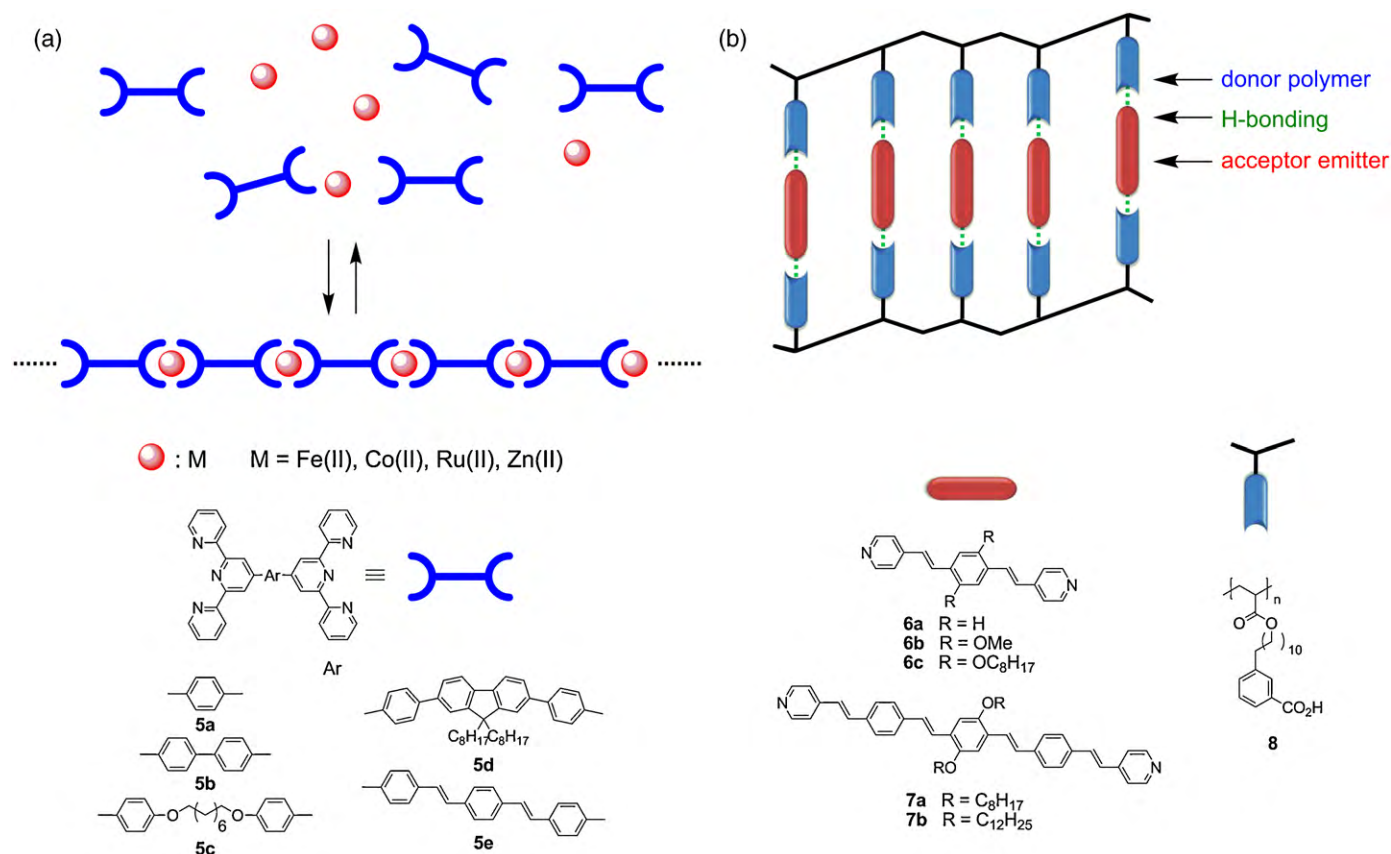 (a)
(b)
donor polymer
H-bonding
acceptor emitter
: M M = Fe(II), Co(II), Ru(II), Zn(II)
N N
N Ar N
N N
≡
Ar
5a
5b
O O
6
5c
C₈H₁₇C₈H₁₇
5d
5e
N
R
R
N
6a R = H
6b R = OMe
6c R = OC₈H₁₇
N
OR
RO
N
7a R = C₈H₁₇
7b R = C₁₂H₂₅
n
O O
10
CO₂H
8